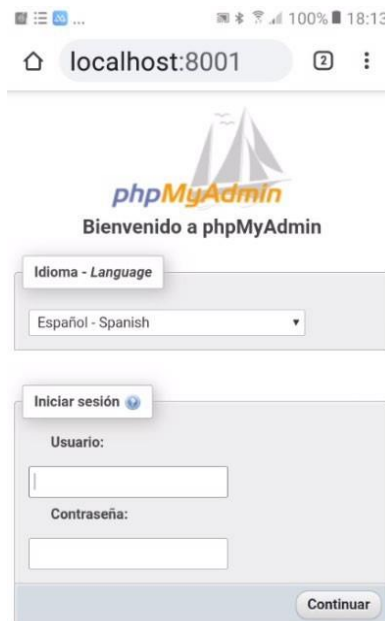 ... 100% 18:13
localhost:8001 2
phpMyAdmin
Bienvenido a phpMyAdmin
Idioma - Language
Español - Spanish
Iniciar sesión
Usuario:
Contraseña:
Continuar